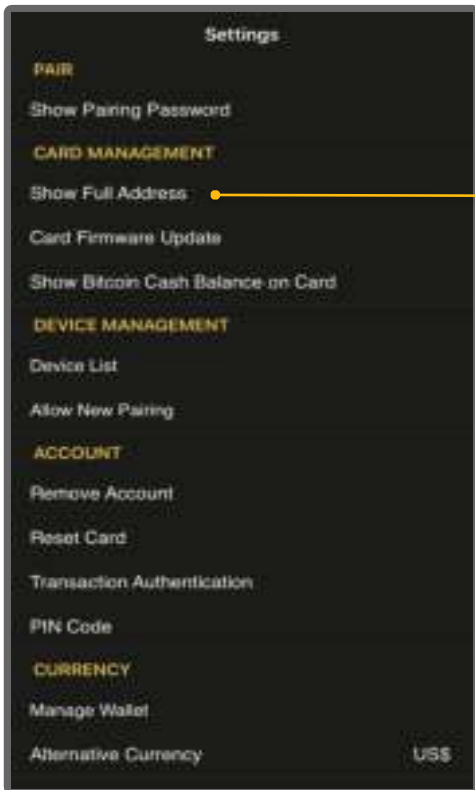 Settings
PAIR
Show Pairing Password
CARD MANAGEMENT
Show Full Address
Card Firmware Update
Show Bitcoin Cash Balance on Card
DEVICE MANAGEMENT
Device List
Allow New Pairing
ACCOUNT
Remove Account
Reset Card
Transaction Authentication
PIN Code
CURRENCY
Manage Wallet
Alternative Currency US$